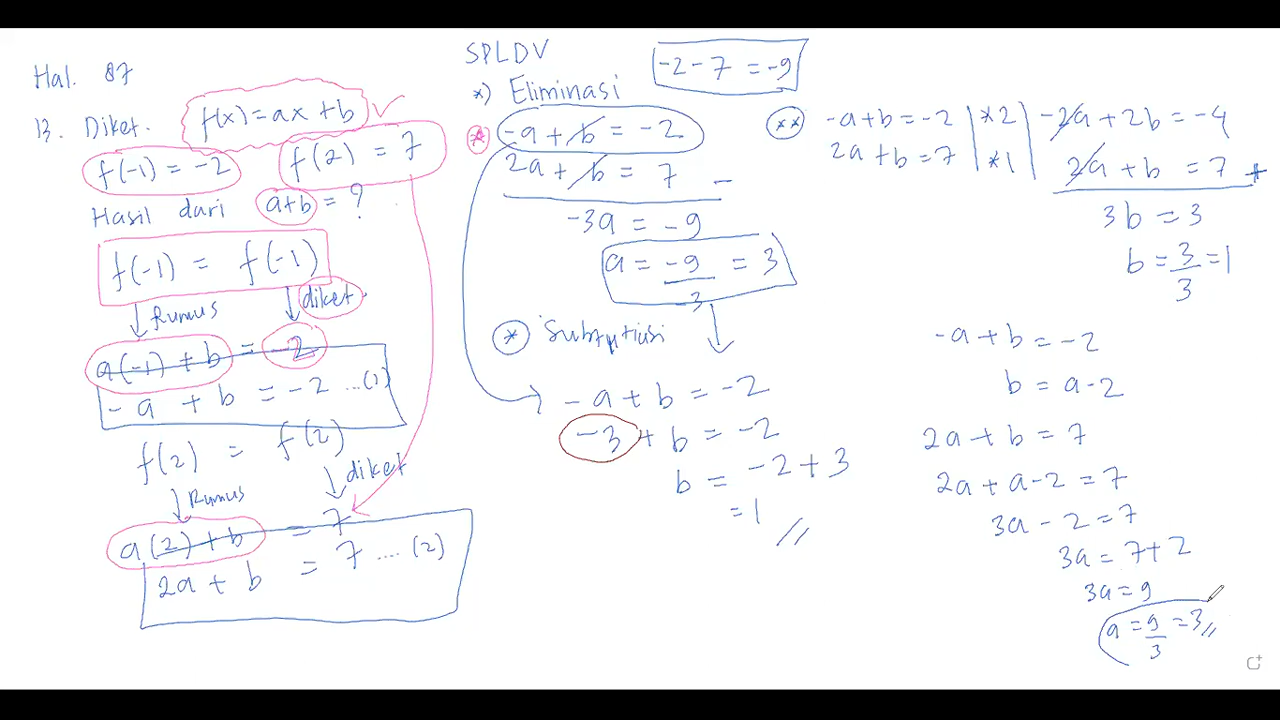 Hal. 87
13. Diket. f(x) = ax + b
f(-1) = -2 f(2) = 7
Hasil dari a+b = ?
f(-1) = f(-1)
Rumus diket
a(-1) + b = -2
-a + b = -2 ...(1)
f(2) = f(2)
Rumus diket
a(2) + b = 7
2a + b = 7 ....(2)
SPLDV
*) Eliminasi
-2 - 7 = -9
* -a + b = -2
2a + b = 7 -
-3a = -9
a = -9/-3 = 3
* Substitusi
-a + b = -2
-3 + b = -2
b = -2 + 3
= 1 //
** -a + b = -2 | *2 | -2a + 2b = -4
2a + b = 7 | *1 | 2a + b = 7 +
3b = 3
b = 3/3 = 1
-a + b = -2
b = a - 2
2a + b = 7
2a + a - 2 = 7
3a - 2 = 7
3a = 7 + 2
3a = 9
a = 9/3 = 3 //